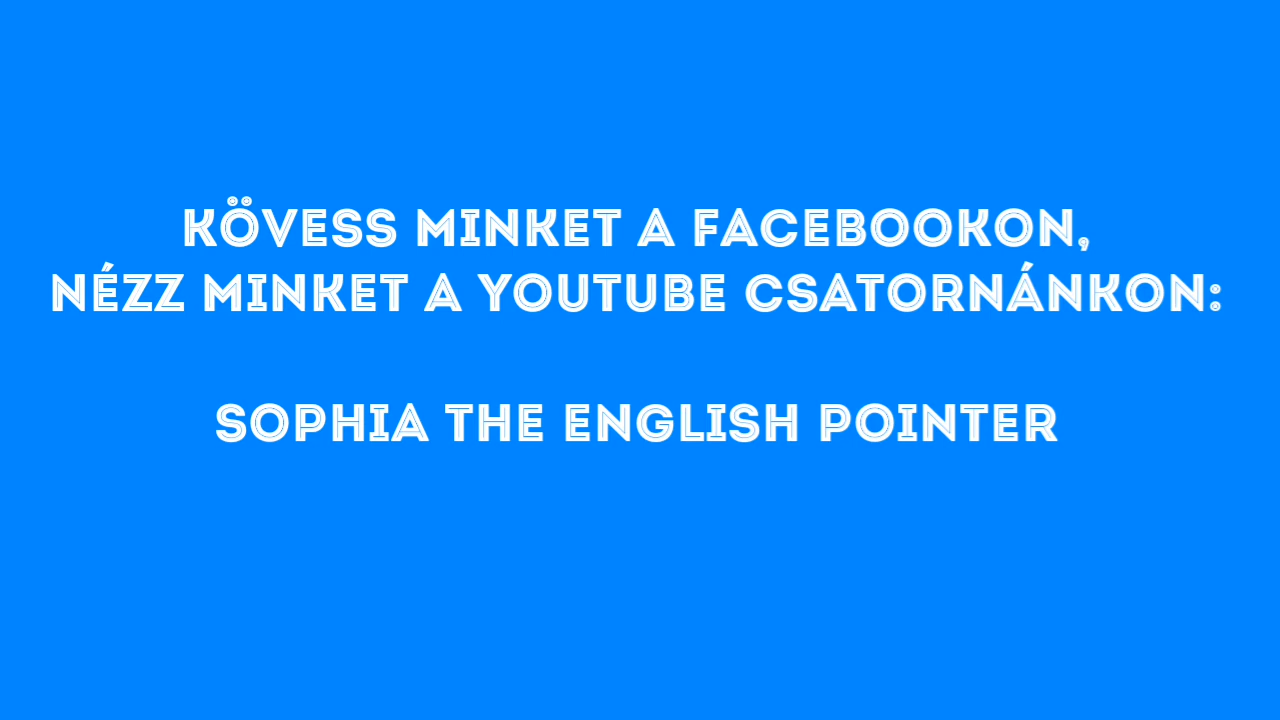 KÖVESS MINKET A FACEBOOKON,
NÉZZ MINKET A YOUTUBE CSATORNÁNKON:
SOPHIA THE ENGLISH POINTER